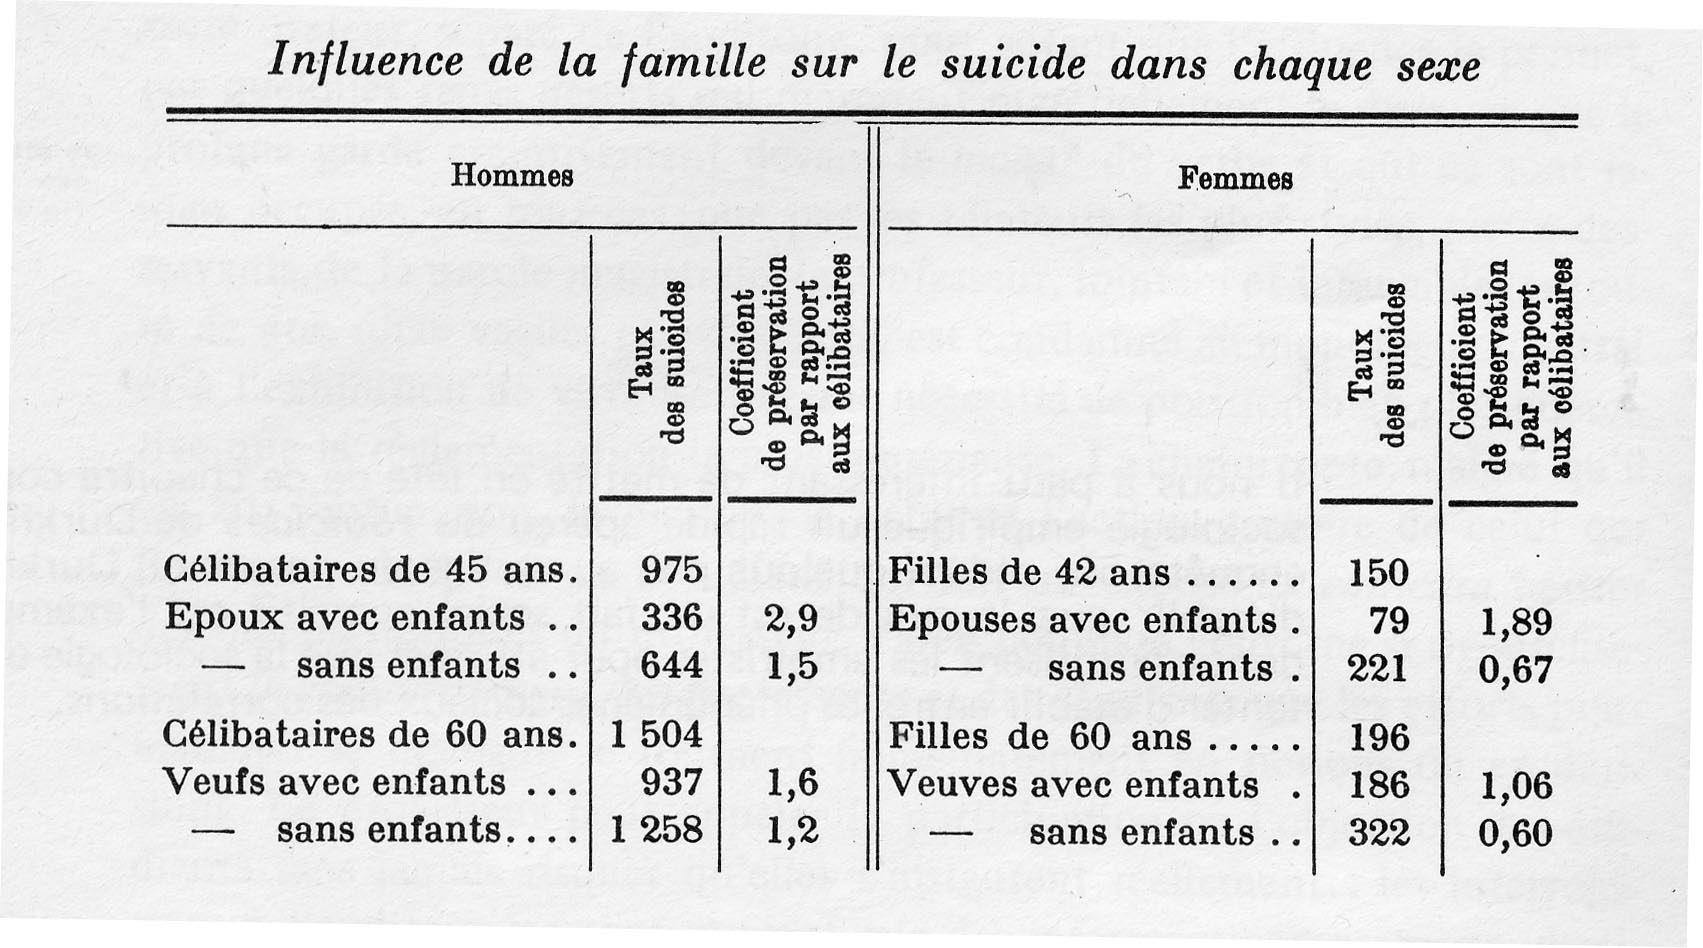 Influence de la famille sur le suicide dans chaque sexe
Hommes
Taux
des suicides
Coefficient
de préservation
par rapport
aux célibataires
Célibataires de 45 ans. 975
Epoux avec enfants . . 336 2,9
— sans enfants . . 644 1,5
Célibataires de 60 ans. 1 504
Veufs avec enfants . . . 937 1,6
— sans enfants. . . . 1 258 1,2
Femmes
Taux
des suicides
Coefficient
de préservation
par rapport
aux célibataires
Filles de 42 ans . . . . . . 150
Epouses avec enfants . 79 1,89
— sans enfants . 221 0,67
Filles de 60 ans . . . . . 196
Veuves avec enfants . 186 1,06
— sans enfants . . 322 0,60